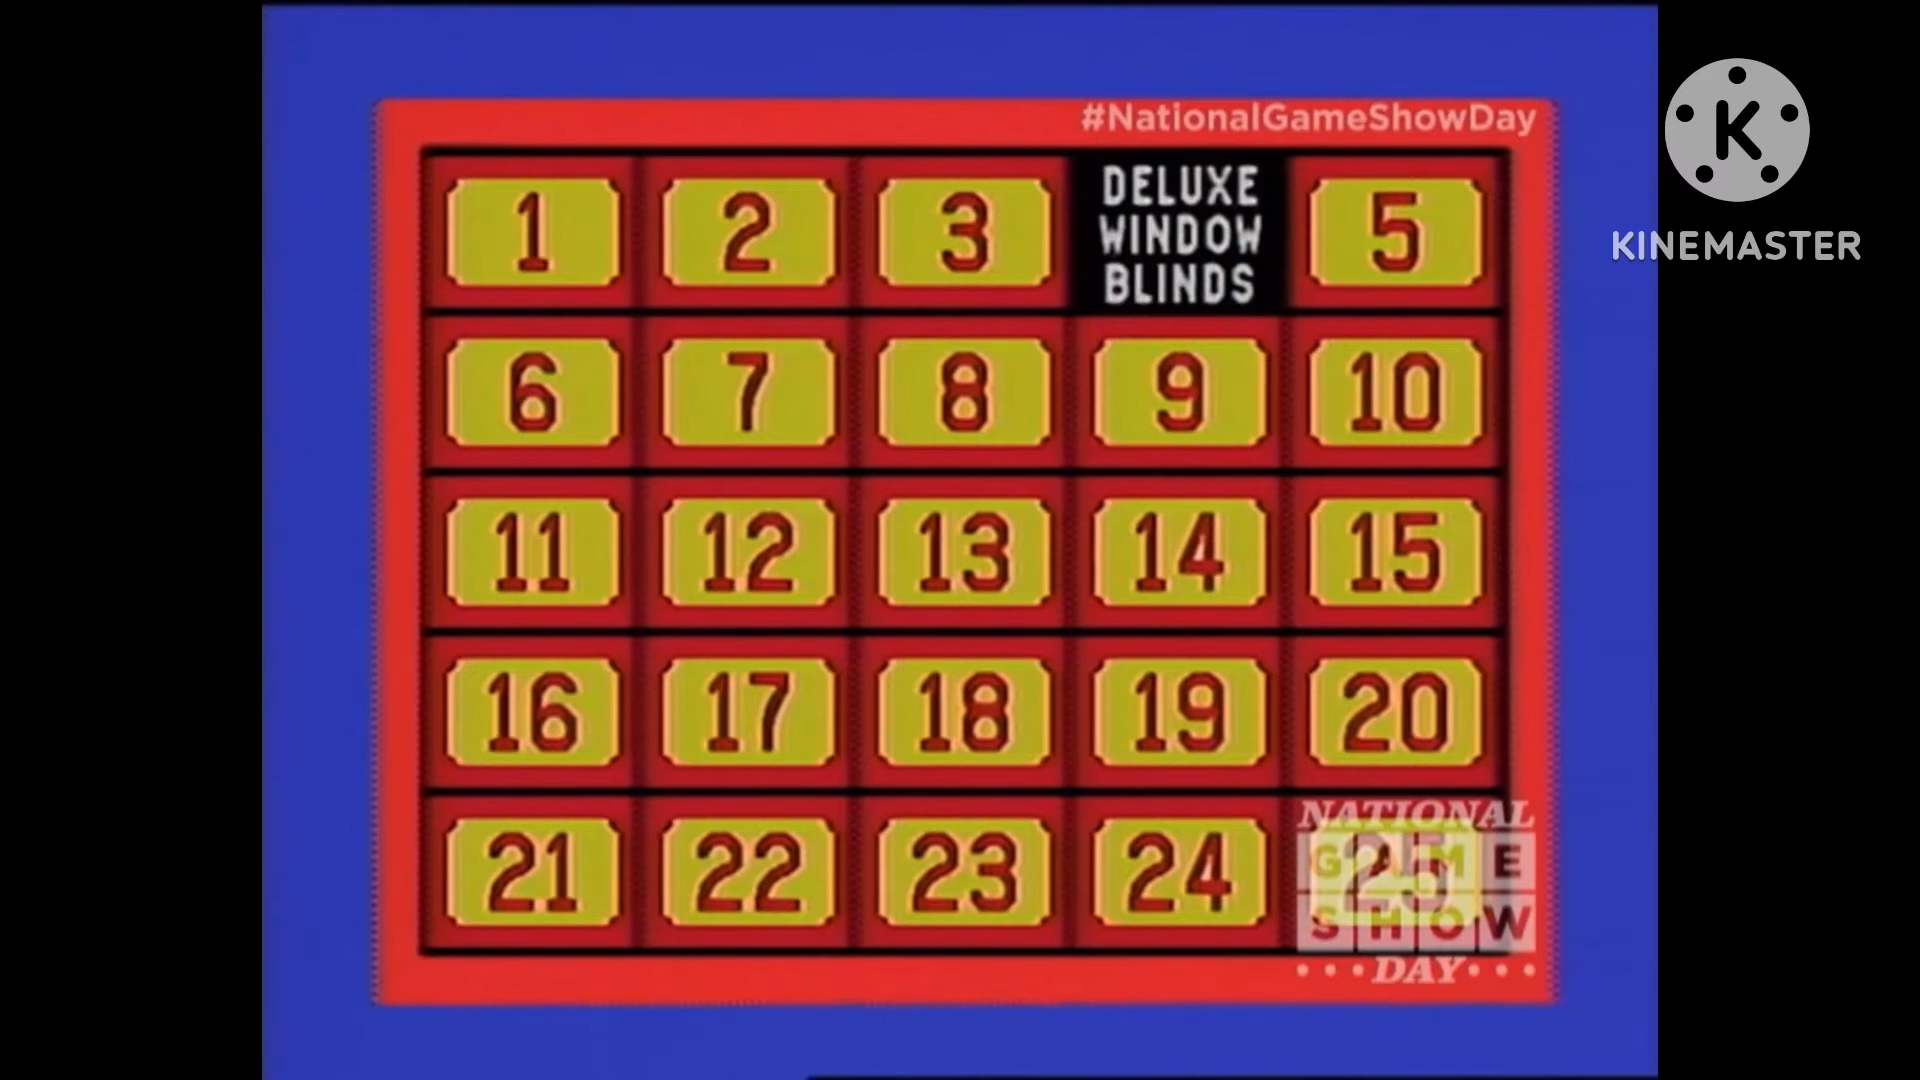 #NationalGameShowDay
K
KINEMASTER
1 2 3 DELUXE
WINDOW
BLINDS 5
6 7 8 9 10
11 12 13 14 15
16 17 18 19 20
21 22 23 24 25
NATIONAL
GAME
SHOW
DAY